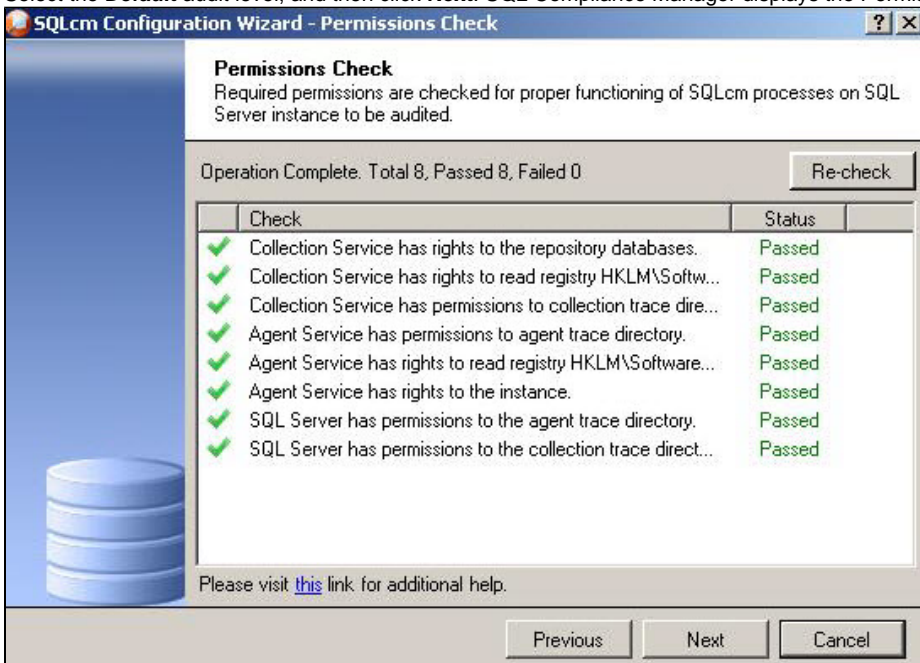 Select the Default audit level, and then click Next. SQL Compliance Manager displays the Permi
SQLcm Configuration Wizard - Permissions Check
Permissions Check
Required permissions are checked for proper functioning of SQLcm processes on SQL
Server instance to be audited.
Operation Complete. Total 8, Passed 8, Failed 0
Re-check
Check Status
Collection Service has rights to the repository databases. Passed
Collection Service has rights to read registry HKLM\Softw... Passed
Collection Service has permissions to collection trace dire... Passed
Agent Service has permissions to agent trace directory. Passed
Agent Service has rights to read registry HKLM\Software... Passed
Agent Service has rights to the instance. Passed
SQL Server has permissions to the agent trace directory. Passed
SQL Server has permissions to the collection trace direct... Passed
Please visit this link for additional help.
Previous Next Cancel